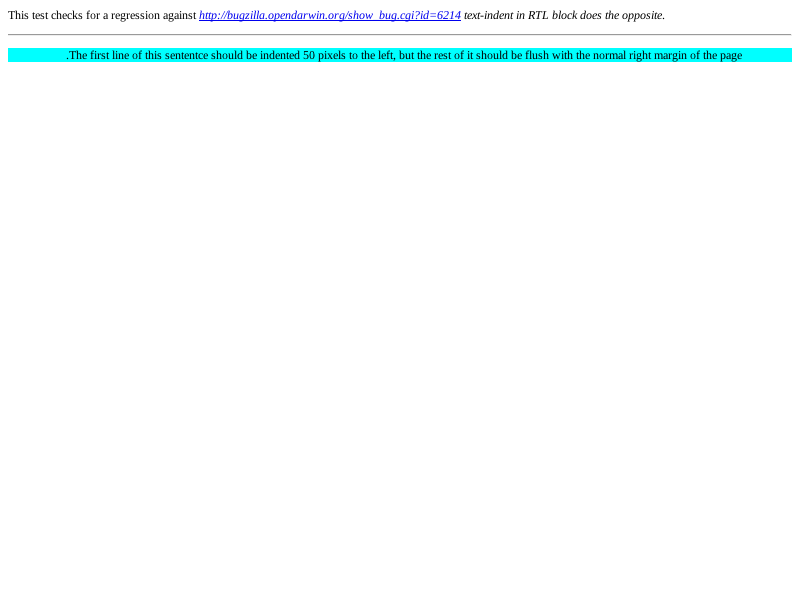 This test checks for a regression against http://bugzilla.opendarwin.org/show_bug.cgi?id=6214 text-indent in RTL block does the opposite.
.The first line of this sententce should be indented 50 pixels to the left, but the rest of it should be flush with the normal right margin of the page